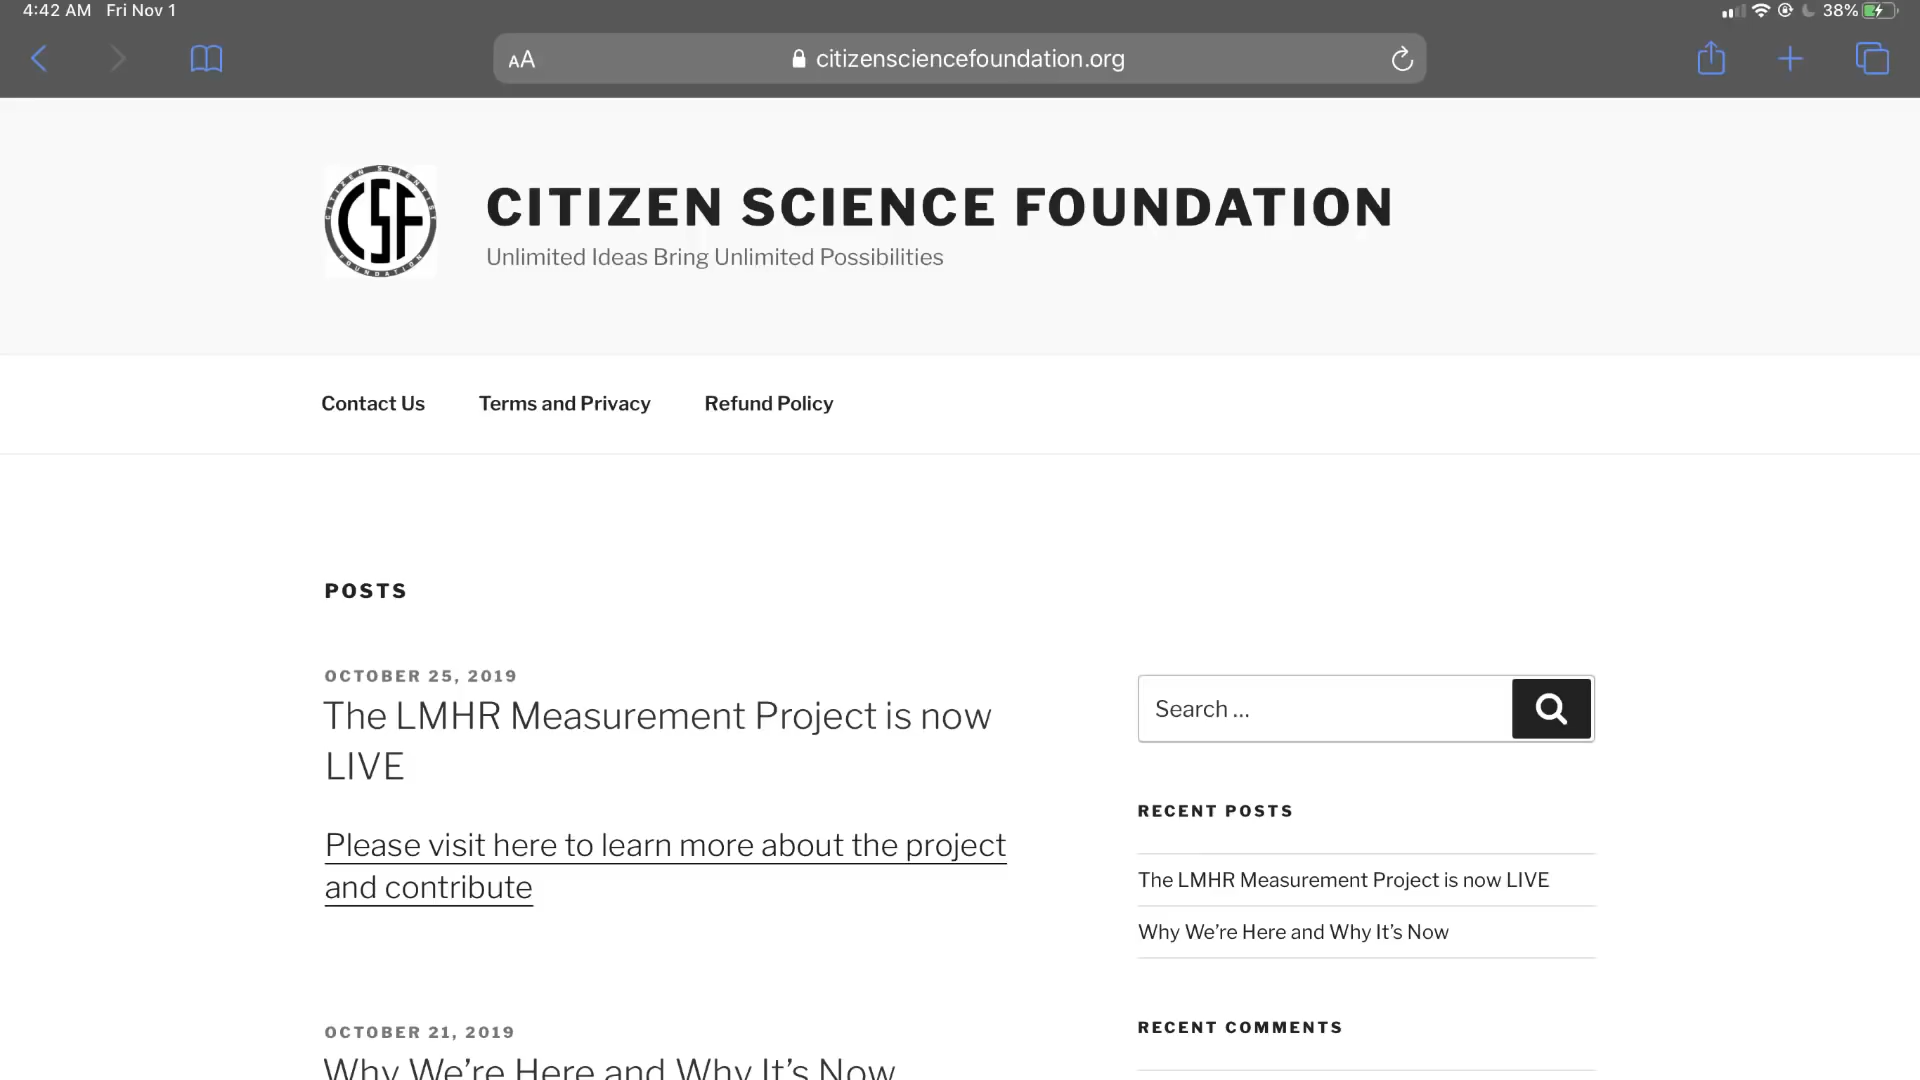 4:42 AM Fri Nov 1
38%
AA
citizensciencefoundation.org
CITIZEN SCIENTIST
CSF
FOUNDATION
CITIZEN SCIENCE FOUNDATION
Unlimited Ideas Bring Unlimited Possibilities
Contact Us
Terms and Privacy
Refund Policy
POSTS
OCTOBER 25, 2019
The LMHR Measurement Project is now
LIVE
Please visit here to learn more about the project
and contribute
OCTOBER 21, 2019
Why We’re Here and Why It’s Now
Search …
RECENT POSTS
The LMHR Measurement Project is now LIVE
Why We’re Here and Why It’s Now
RECENT COMMENTS